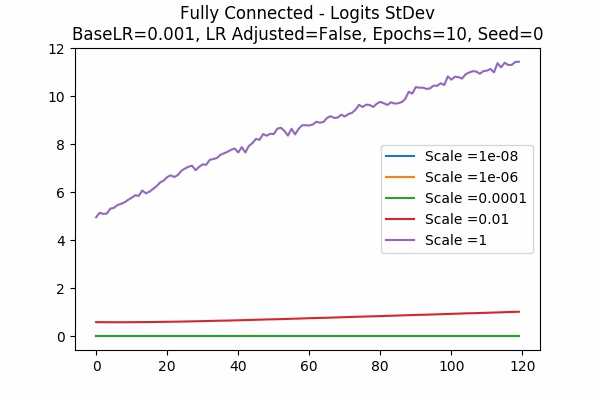 Fully Connected - Logits StDev
BaseLR=0.001, LR Adjusted=False, Epochs=10, Seed=0
12
10
8
6
4
2
0
Scale =1e-08
Scale =1e-06
Scale =0.0001
Scale =0.01
Scale =1
0 20 40 60 80 100 120